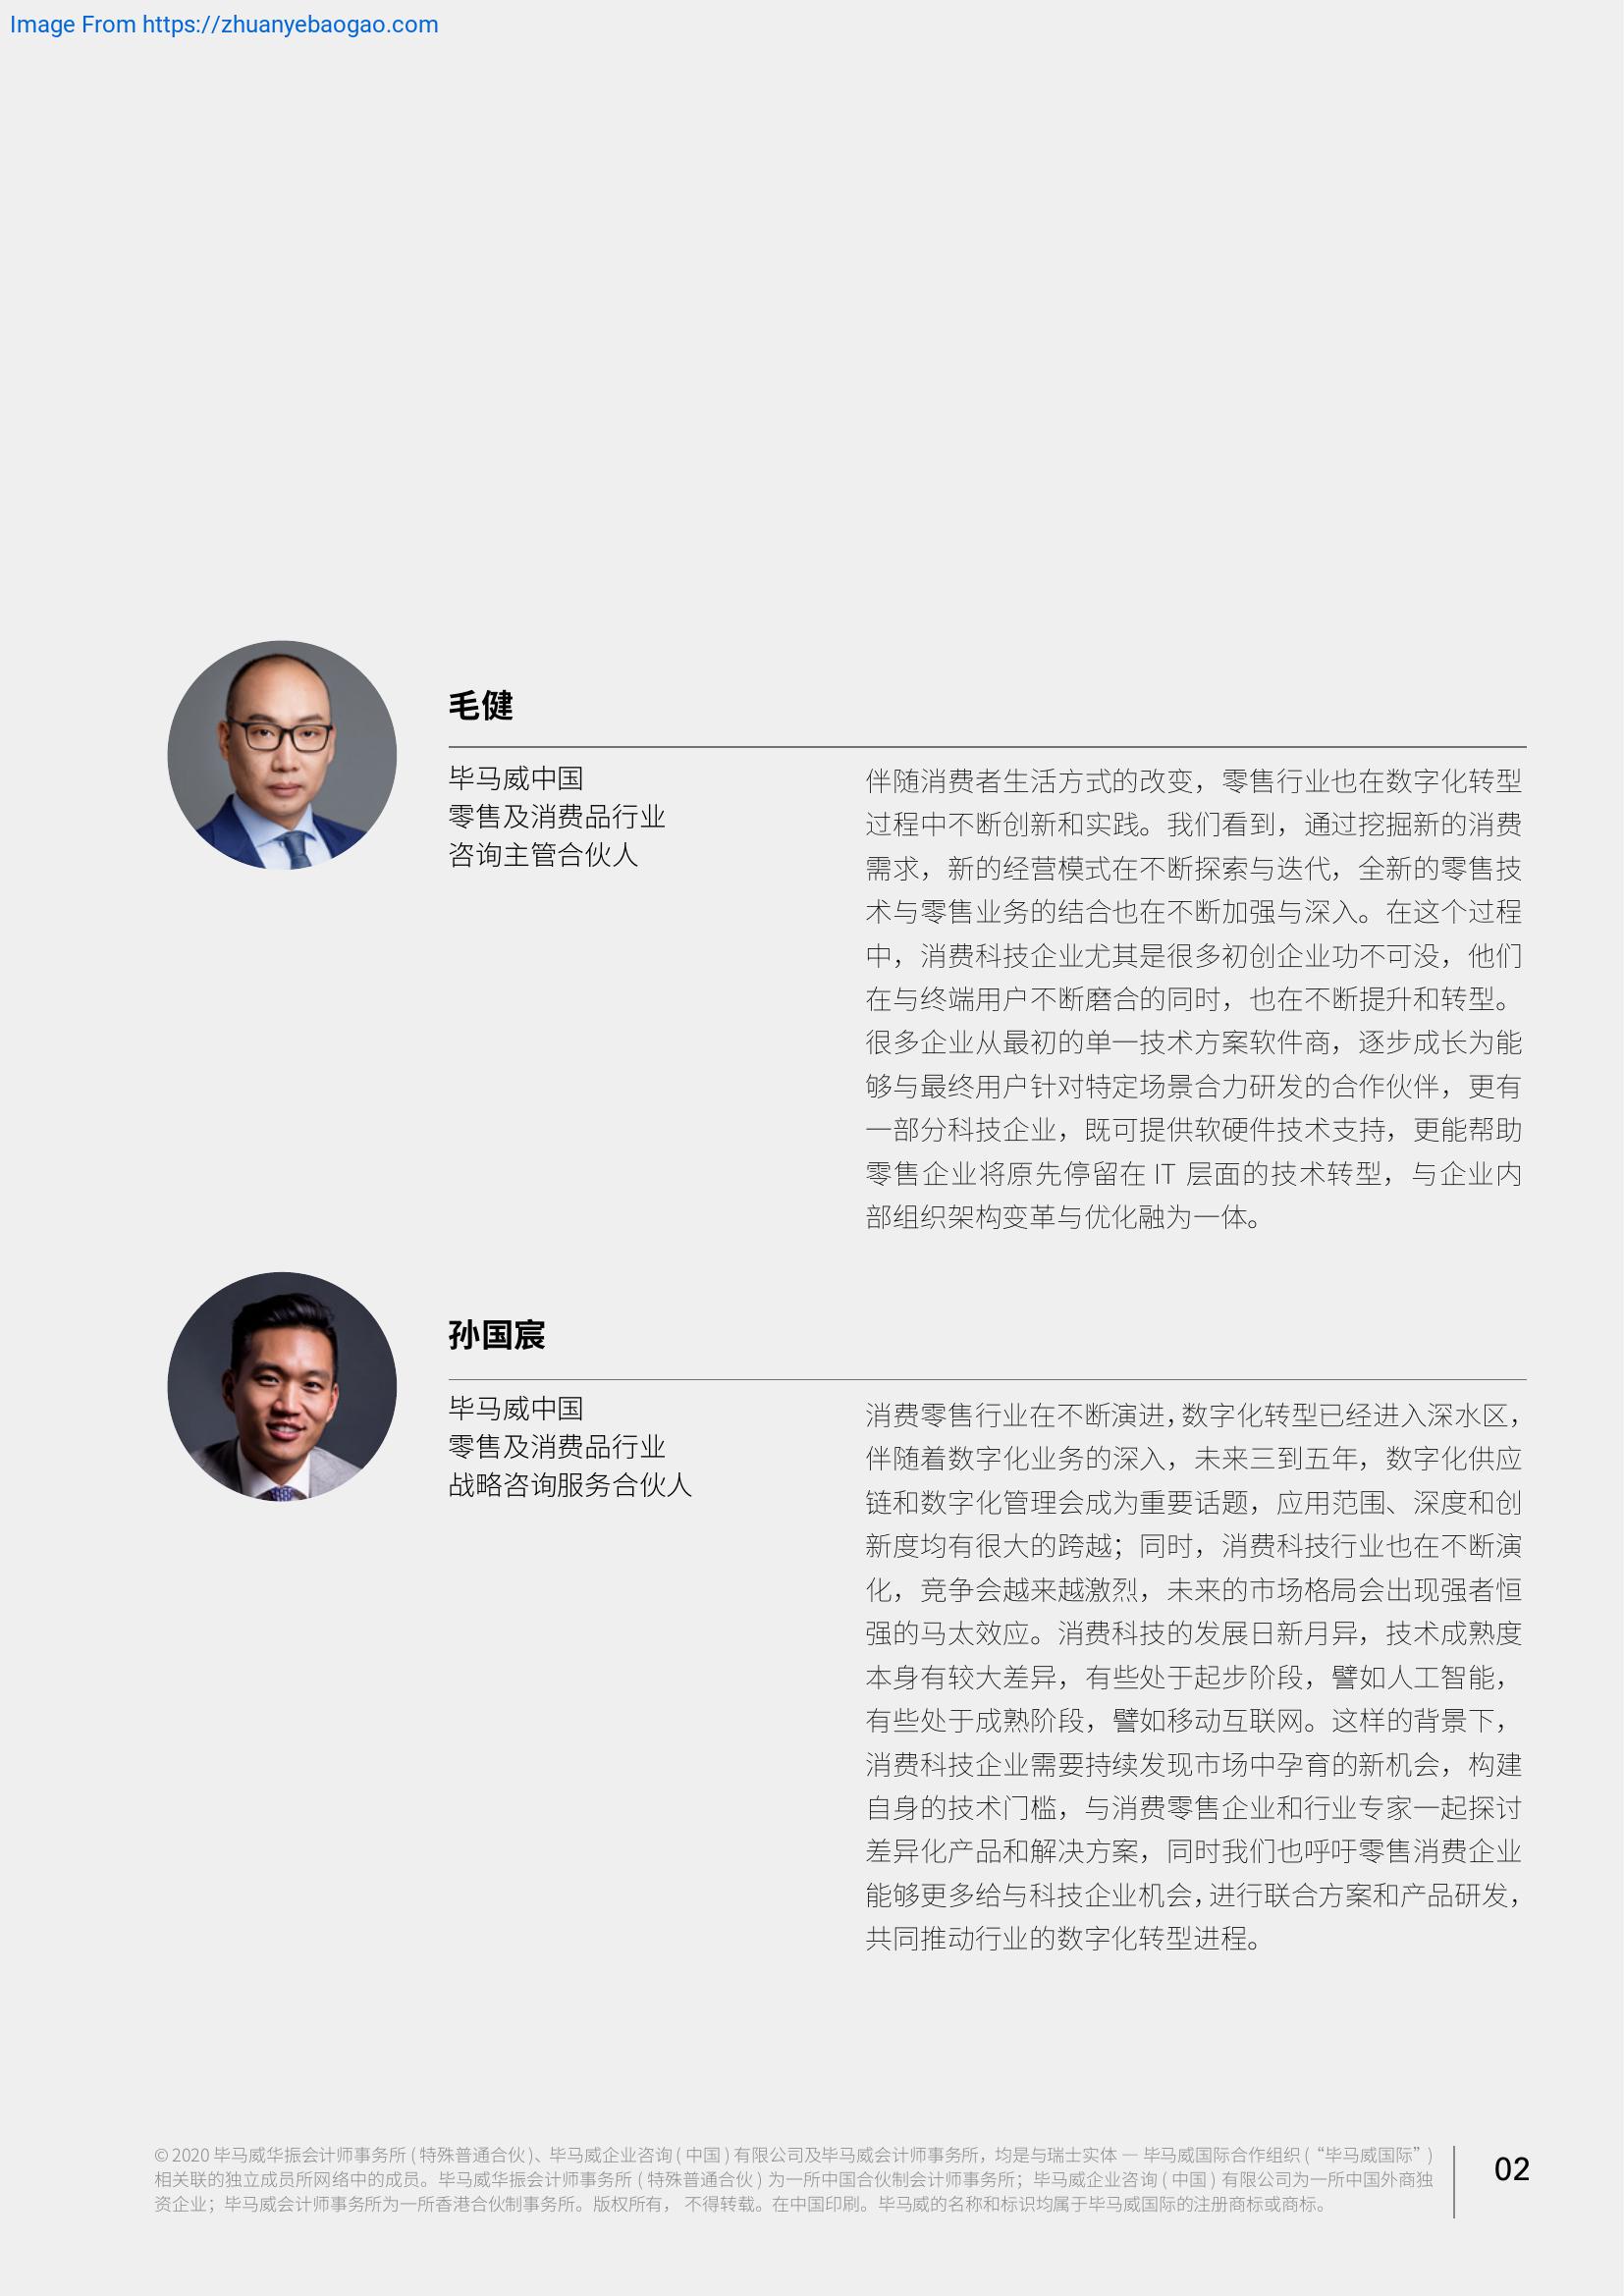 Image From https://zhuanyebaogao.com
毛健
毕马威中国
零售及消费品行业
咨询主管合伙人
伴随消费者生活方式的改变，零售行业也在数字化转型
过程中不断创新和实践。我们看到，通过挖掘新的消费
需求，新的经营模式在不断探索与迭代，全新的零售技
术与零售业务的结合也在不断加强与深入。在这个过程
中，消费科技企业尤其是很多初创企业功不可没，他们
在与终端用户不断磨合的同时，也在不断提升和转型。
很多企业从最初的单一技术方案软件商，逐步成长为能
够与最终用户针对特定场景合力研发的合作伙伴，更有
一部分科技企业，既可提供软硬件技术支持，更能帮助
零售企业将原先停留在 IT 层面的技术转型，与企业内
部组织架构变革与优化融为一体。
孙国宸
毕马威中国
零售及消费品行业
战略咨询服务合伙人
消费零售行业在不断演进，数字化转型已经进入深水区，
伴随着数字化业务的深入，未来三到五年，数字化供应
链和数字化管理会成为重要话题，应用范围、深度和创
新度均有很大的跨越；同时，消费科技行业也在不断演
化，竞争会越来越激烈，未来的市场格局会出现强者恒
强的马太效应。消费科技的发展日新月异，技术成熟度
本身有较大差异，有些处于起步阶段，譬如人工智能，
有些处于成熟阶段，譬如移动互联网。这样的背景下，
消费科技企业需要持续发现市场中孕育的新机会，构建
自身的技术门槛，与消费零售企业和行业专家一起探讨
差异化产品和解决方案，同时我们也呼吁零售消费企业
能够更多给与科技企业机会，进行联合方案和产品研发，
共同推动行业的数字化转型进程。
© 2020 毕马威华振会计师事务所 ( 特殊普通合伙 )、毕马威企业咨询 ( 中国 ) 有限公司及毕马威会计师事务所，均是与瑞士实体 — 毕马威国际合作组织 (“毕马威国际”)
相关联的独立成员所网络中的成员。毕马威华振会计师事务所 ( 特殊普通合伙 ) 为一所中国合伙制会计师事务所；毕马威企业咨询 ( 中国 ) 有限公司为一所中国外商独
资企业；毕马威会计师事务所为一所香港合伙制事务所。版权所有， 不得转载。在中国印刷。毕马威的名称和标识均属于毕马威国际的注册商标或商标。
02